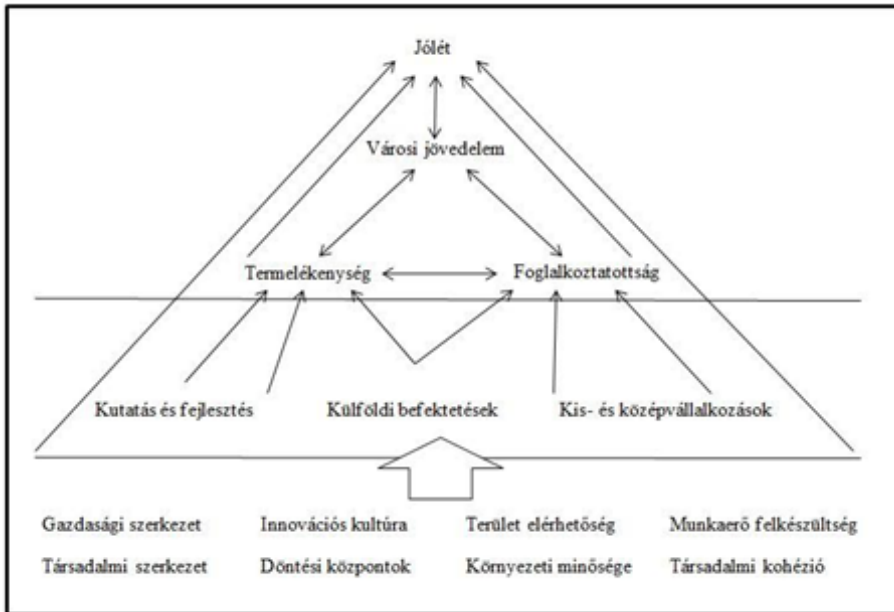 Jólét
Városi jövedelem
Termelékenység Foglalkoztatottság
Kutatás és fejlesztés Külföldi befektetések Kis- és középvállalkozások
Gazdasági szerkezet Innovációs kultúra Terület elérhetőség Munkaerő felkészültség
Társadalmi szerkezet Döntési központok Környezeti minősége Társadalmi kohézió